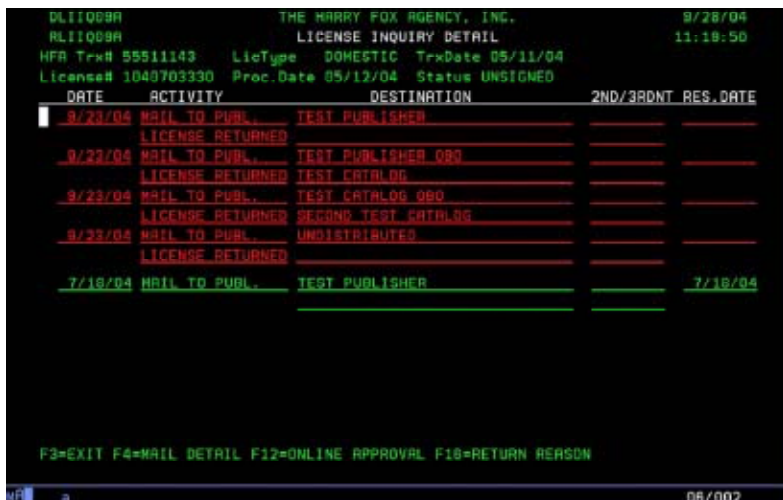 DLIIQD9A THE HARRY FOX AGENCY, INC. 9/28/04
RLIIQD9A LICENSE INQUIRY DETAIL 11:19:50
HFA Trx# 55511143 LicType DOMESTIC TrxDate 05/11/04
License# 1040703330 Proc.Date 05/12/04 Status UNSIGNED
DATE ACTIVITY DESTINATION 2ND/3RDNT RES.DATE
9/23/04 MAIL TO PUBL. TEST PUBLISHER
LICENSE RETURNED
9/23/04 MAIL TO PUBL. TEST PUBLISHER OBO
LICENSE RETURNED TEST CATALOG
9/23/04 MAIL TO PUBL. TEST CATALOG OBO
LICENSE RETURNED SECOND TEST CATALOG
9/23/04 MAIL TO PUBL. UNDISTRIBUTED
LICENSE RETURNED
7/18/04 MAIL TO PUBL. TEST PUBLISHER 7/18/04
F3=EXIT F4=MAIL DETAIL F12=ONLINE APPROVAL F16=RETURN REASON
MA a 06/002